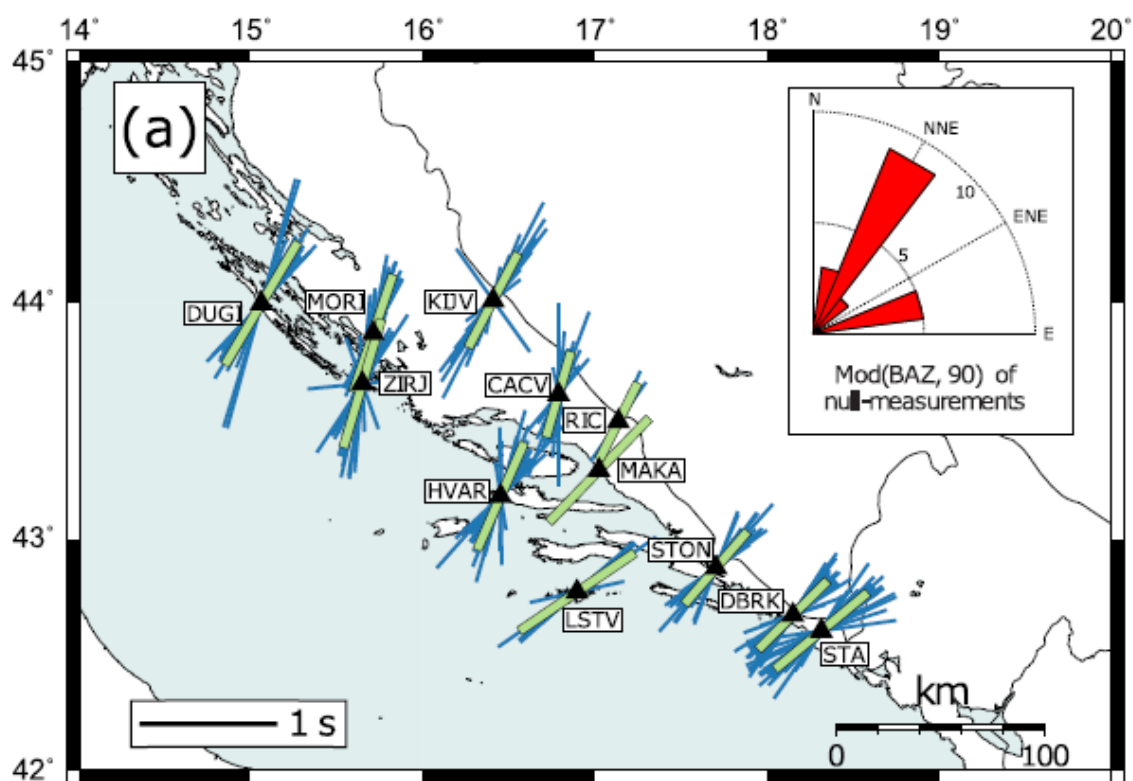 14° 15° 16° 17° 18° 19° 20°
45°
(a)
N
NNE
10
ENE
5
E
44°
DUGI
MORI
KIJV
ZIRJ
CACV
RIC
Mod(BAZ, 90) of
HVAR
MAKA
43°
STON
DBRK
LSTV
STA
km
1 s
0 100
42°